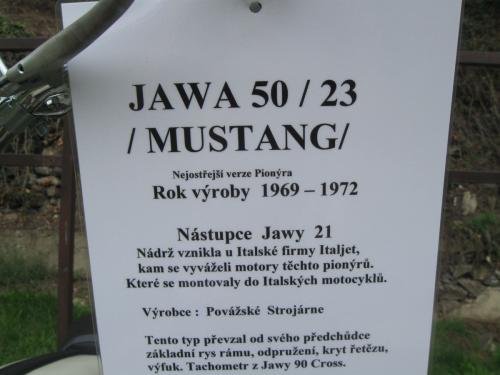 JAWA 50 / 23
/ MUSTANG/
Nejostřejší verze Pionýra
Rok výroby 1969 – 1972
Nástupce Jawy 21
Nádrž vznikla u Italské firmy Italjet,
kam se vyváželi motory těchto pionýrů.
Které se montovaly do Italských motocyklů.
Výrobce : Povážské Strojárne
Tento typ převzal od svého předchůdce
základní rys rámu, odpružení, kryt řetězu,
výfuk. Tachometr z Jawy 90 Cross.